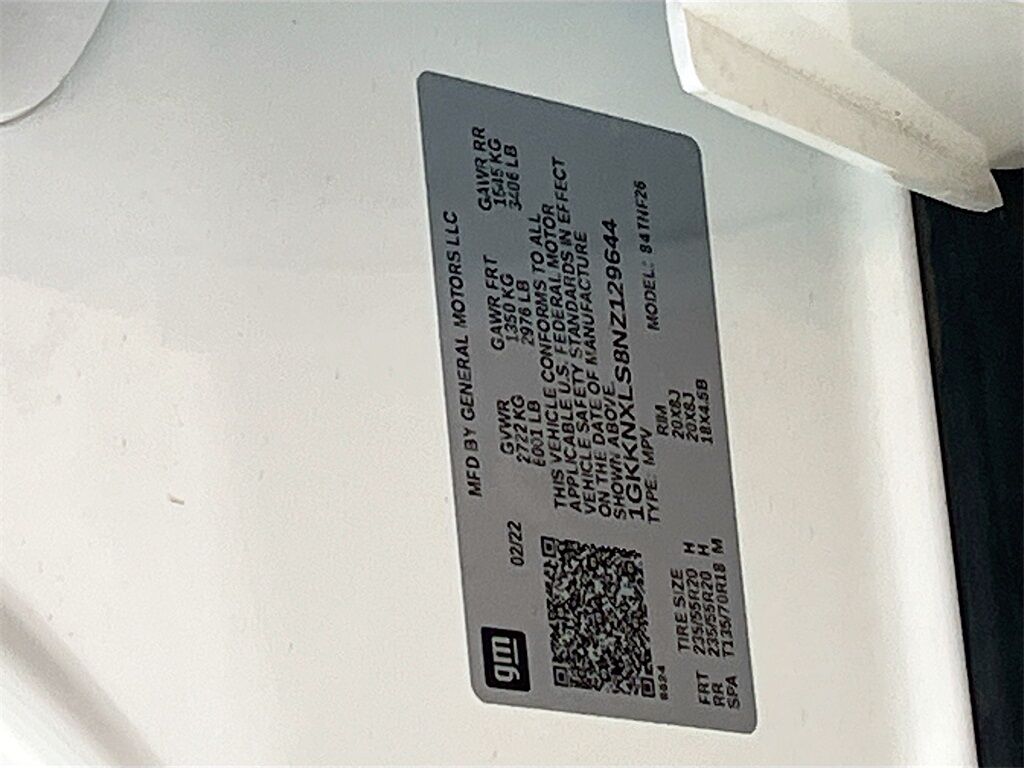 gm
MFD BY GENERAL MOTORS LLC
02/22
GVWR GAWR FRT GAWR RR
2722 KG 1350 KG 1545 KG
6001 LB 2976 LB 3406 LB
THIS VEHICLE CONFORMS TO ALL
APPLICABLE U.S. FEDERAL MOTOR
VEHICLE SAFETY STANDARDS IN EFFECT
ON THE DATE OF MANUFACTURE
SHOWN ABOVE.
1GKKNXLS8NZ129644
TYPE: MPV MODEL:
TIRE SIZE RIM
FRT 235/55R20 H 20X8J
RR 235/55R20 H 20X8J
SPA T135/70R18 M 18X4.5B